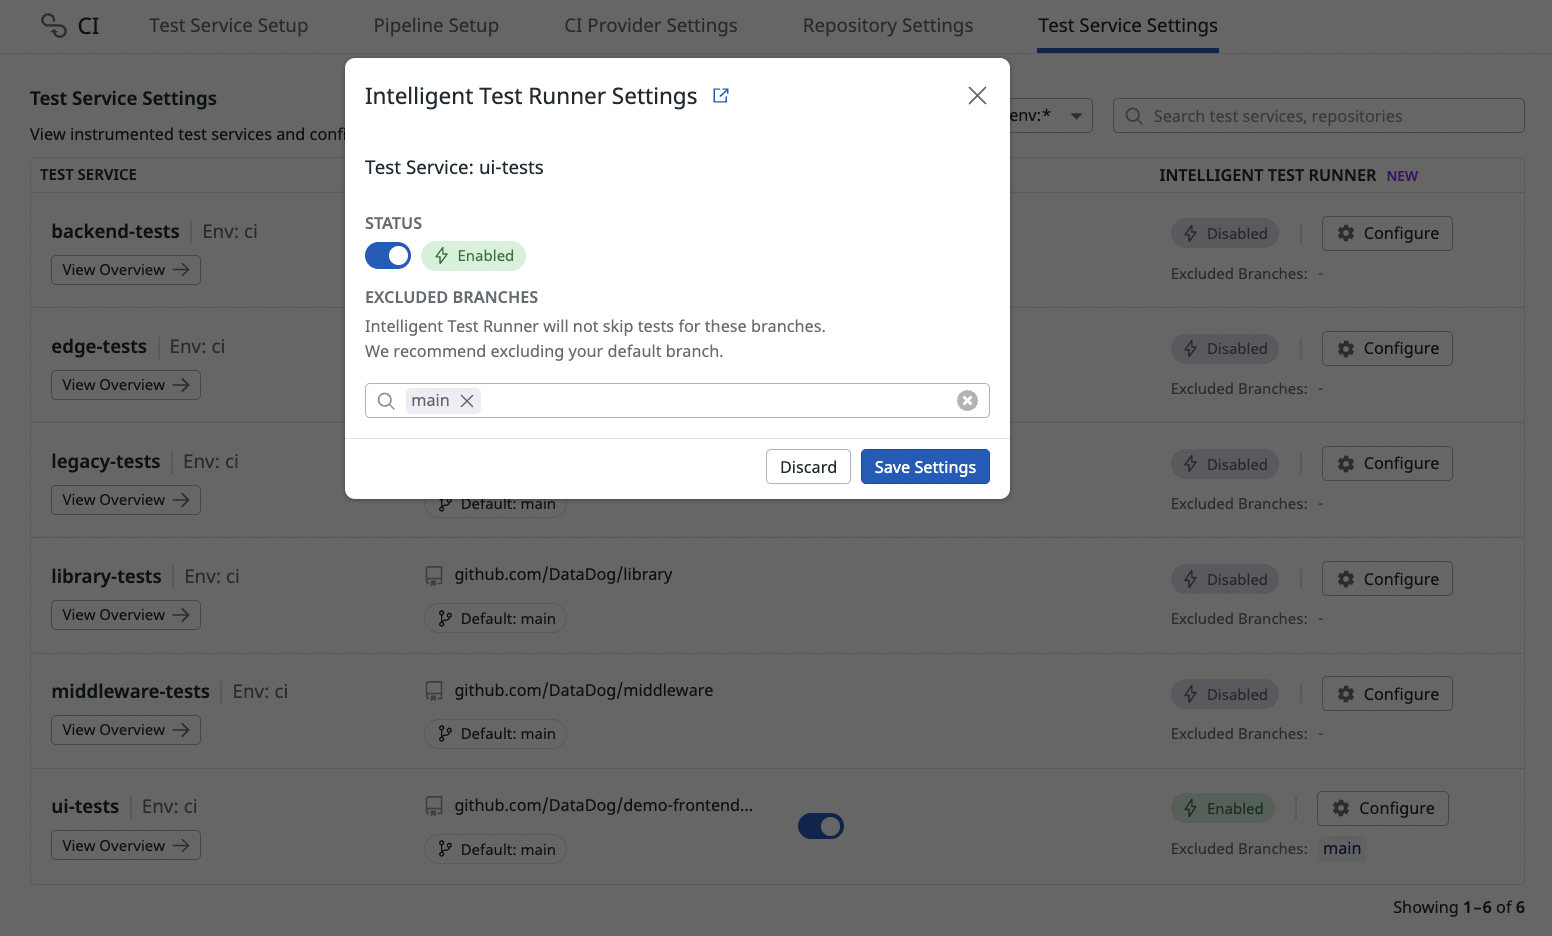 CI
Test Service Setup
Pipeline Setup
CI Provider Settings
Repository Settings
Test Service Settings
Test Service Settings
View instrumented test services and confi
env:*
Search test services, repositories
TEST SERVICE
INTELLIGENT TEST RUNNER NEW
Intelligent Test Runner Settings
Test Service: ui-tests
STATUS
Enabled
EXCLUDED BRANCHES
Intelligent Test Runner will not skip tests for these branches.
We recommend excluding your default branch.
main
Discard
Save Settings
backend-tests Env: ci
View Overview
Disabled
Configure
Excluded Branches: -
edge-tests Env: ci
View Overview
Disabled
Configure
Excluded Branches: -
legacy-tests Env: ci
View Overview
Default: main
Disabled
Configure
Excluded Branches: -
library-tests Env: ci
View Overview
github.com/DataDog/library
Default: main
Disabled
Configure
Excluded Branches: -
middleware-tests Env: ci
View Overview
github.com/DataDog/middleware
Default: main
Disabled
Configure
Excluded Branches: -
ui-tests Env: ci
View Overview
github.com/DataDog/demo-frontend...
Default: main
Enabled
Configure
Excluded Branches: main
Showing 1–6 of 6